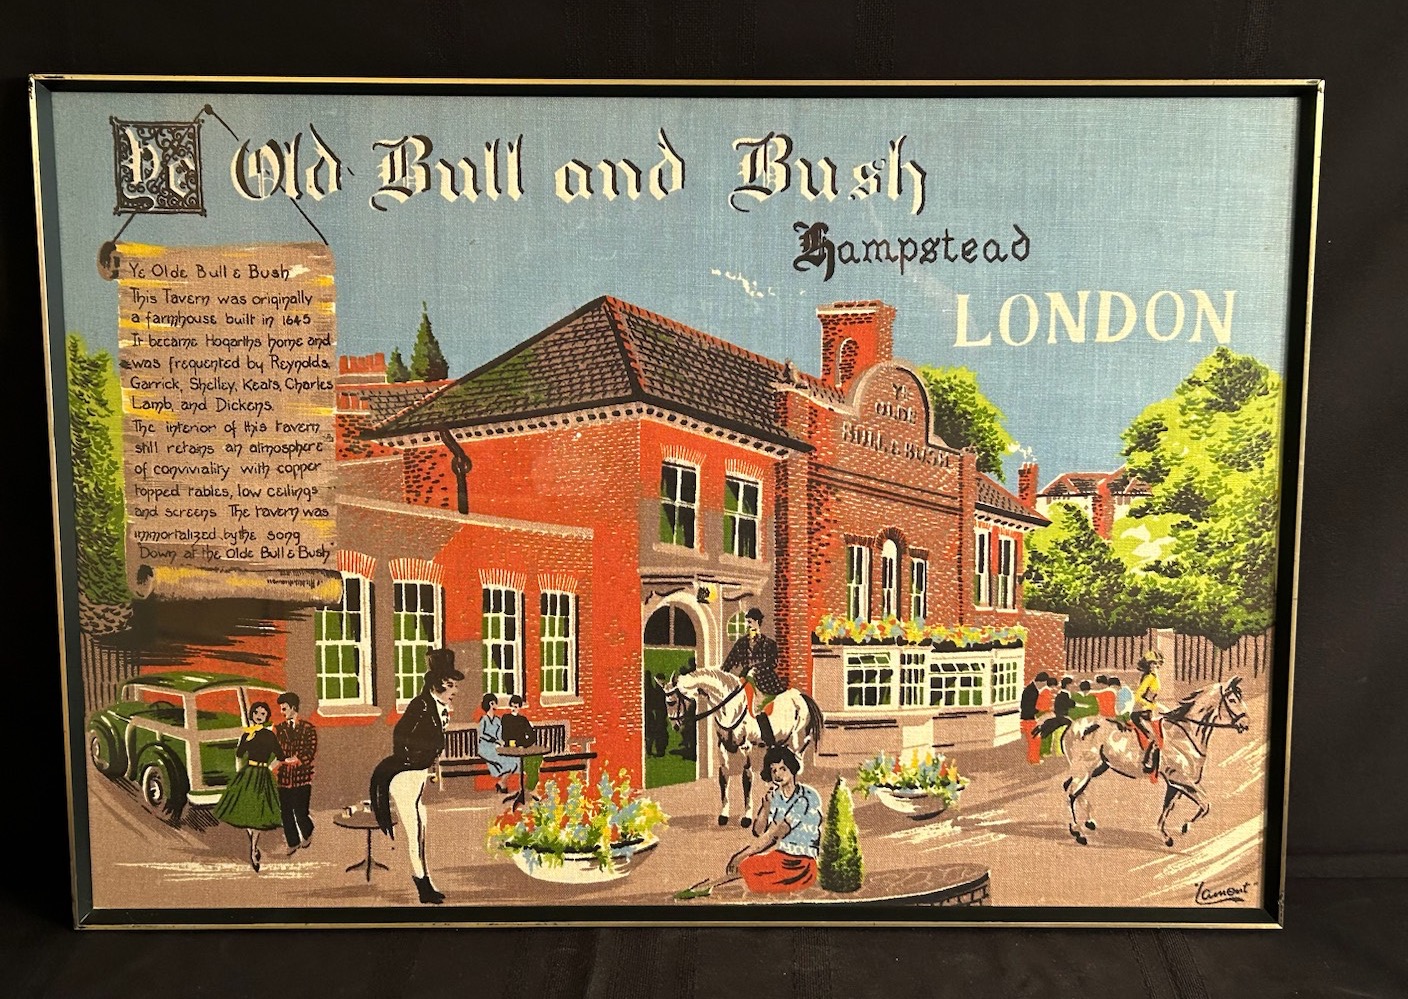 Ye Old Bull and Bush
Hampstead
LONDON
Ye Olde Bull & Bush
This Tavern was originally
a farmhouse built in 1645
It became Hogarths home and
was frequented by Reynolds,
Garrick, Shelley, Keats, Charles
Lamb, and Dickens.
The interior of this tavern
still retains an atmosphere
of conviviality with copper
topped tables, low ceilings
and screens. The tavern was
immortalized by the song
"Down at the Olde Bull & Bush"
YE
OLDE
BULL & BUSH
"Lamont"